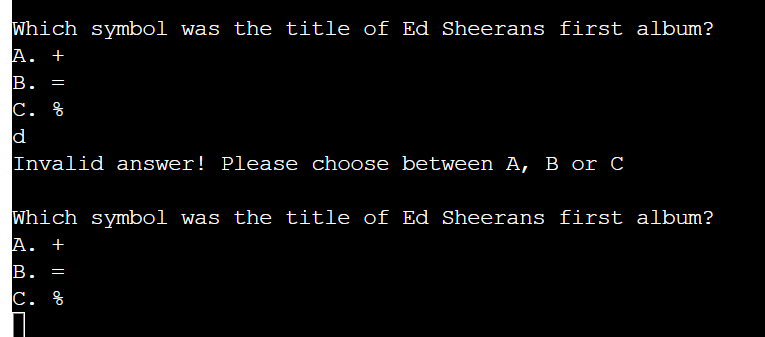 Which symbol was the title of Ed Sheerans first album?
A. +
B. =
C. %
d
Invalid answer! Please choose between A, B or C
Which symbol was the title of Ed Sheerans first album?
A. +
B. =
C. %